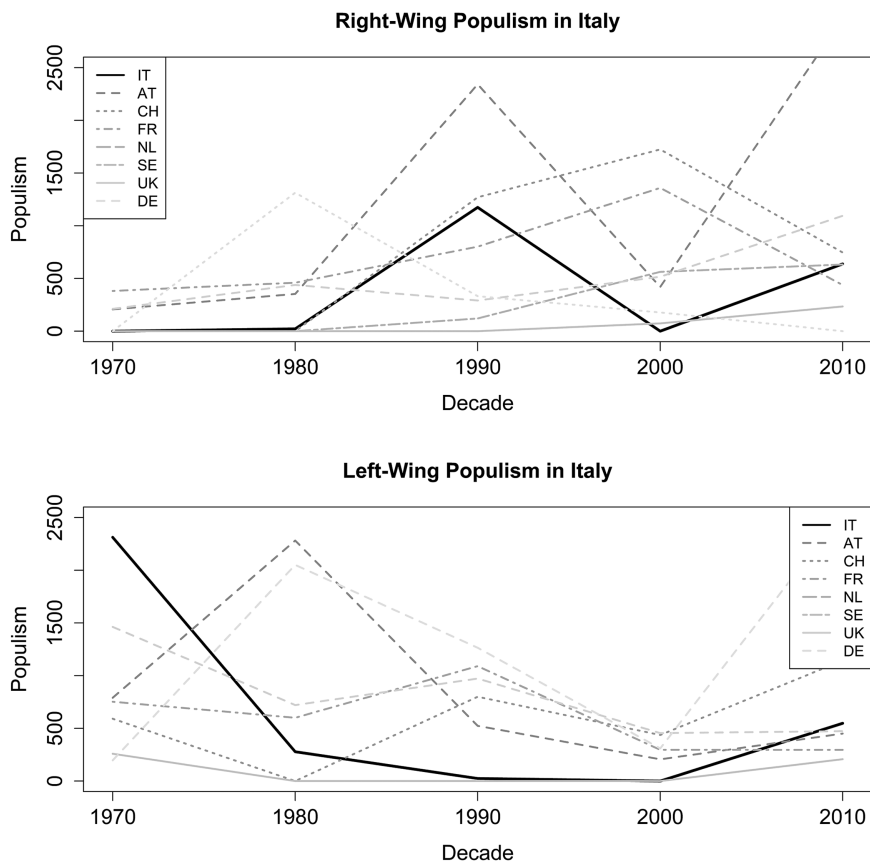 Right-Wing Populism in Italy
Populism
2500
1500
500
0
IT
AT
CH
FR
NL
SE
UK
DE
1970 1980 1990 2000 2010
Decade
Left-Wing Populism in Italy
Populism
2500
1500
500
0
IT
AT
CH
FR
NL
SE
UK
DE
1970 1980 1990 2000 2010
Decade